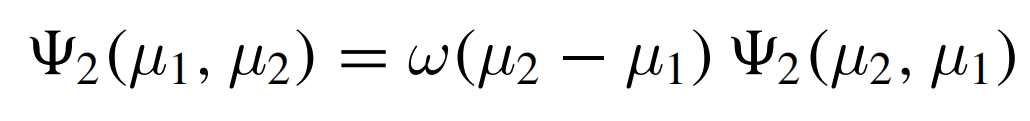 Ψ₂(μ₁, μ₂) = ω(μ₂ − μ₁) Ψ₂(μ₂, μ₁)